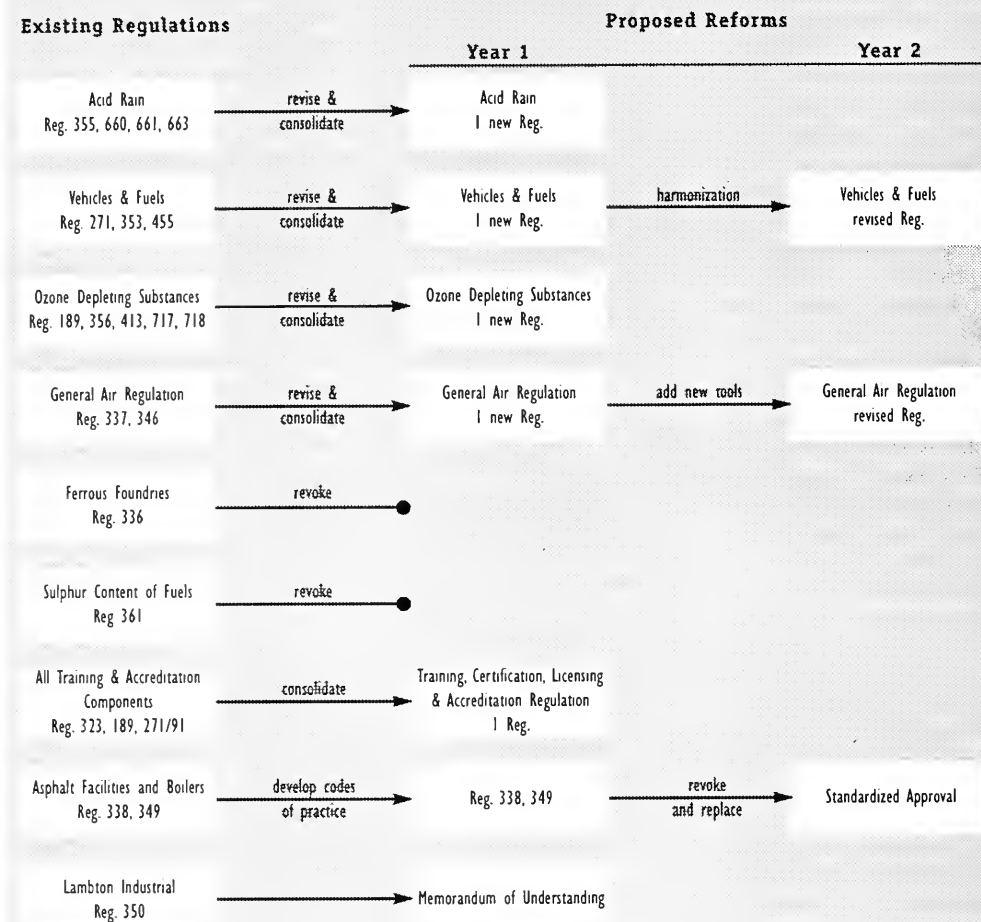 Existing Regulations
Proposed Reforms
Year 1
Year 2
Acid Rain
Reg. 355, 660, 661, 663
revise &
consolidate
Acid Rain
1 new Reg.
Vehicles & Fuels
Reg. 271, 353, 455
revise &
consolidate
Vehicles & Fuels
1 new Reg.
harmonization
Vehicles & Fuels
revised Reg.
Ozone Depleting Substances
Reg. 189, 356, 413, 717, 718
revise &
consolidate
Ozone Depleting Substances
1 new Reg.
General Air Regulation
Reg. 337, 346
revise &
consolidate
General Air Regulation
1 new Reg.
add new tools
General Air Regulation
revised Reg.
Ferrous Foundries
Reg. 336
revoke
Sulphur Content of Fuels
Reg 361
revoke
All Training & Accreditation
Components
Reg. 323, 189, 271/91
consolidate
Training, Certification, Licensing
& Accreditation Regulation
1 Reg.
Asphalt Facilities and Boilers
Reg. 338, 349
develop codes
of practice
Reg. 338, 349
revoke
and replace
Standardized Approval
Lambton Industrial
Reg. 350
Memorandum of Understanding